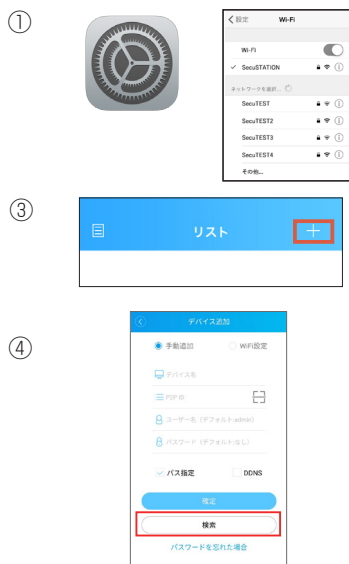 ①
設定
Wi-Fi
Wi-Fi
SecuSTATION
ネットワークを選択...
SecuTEST
SecuTEST2
SecuTEST3
SecuTEST4
その他...
③
リスト
④
デバイス追加
手動追加 WiFi設定
デバイス名
P2P ID
ユーザー名 (デフォルト:admin)
パスワード (デフォルト:なし)
パス指定 DDNS
確定
検索
パスワードを忘れた場合